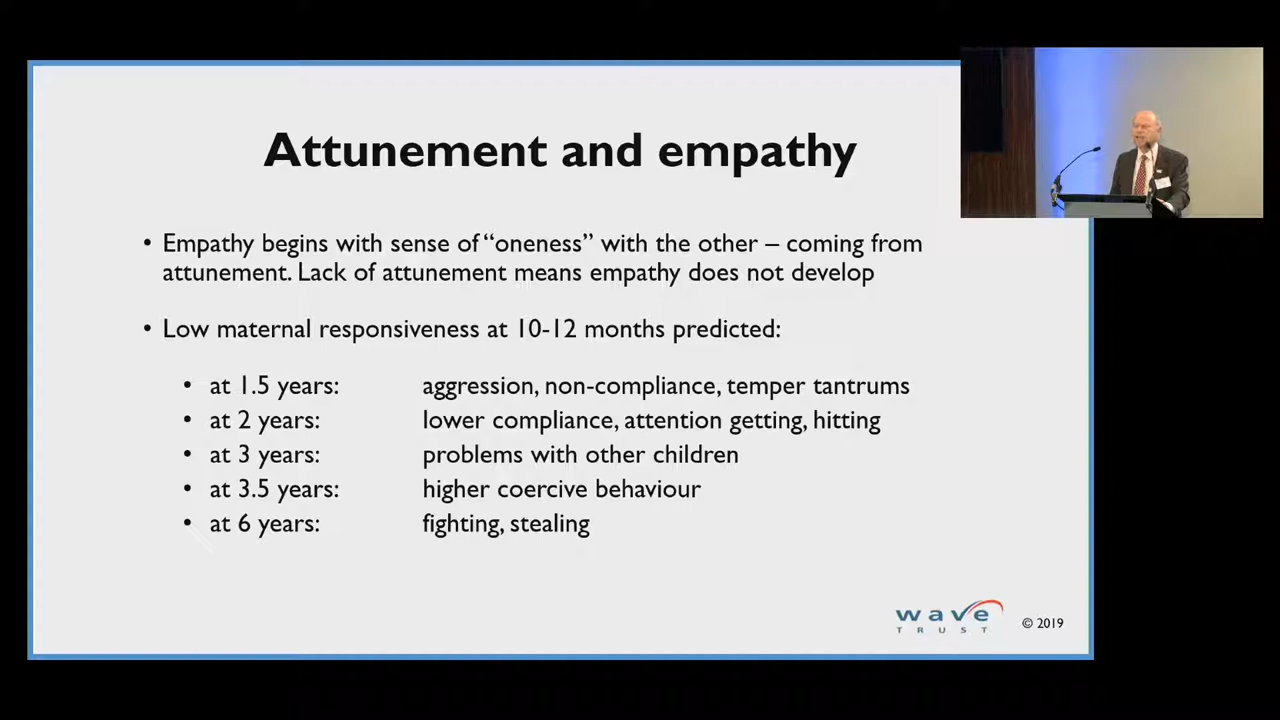 Attunement and empathy
• Empathy begins with sense of “oneness” with the other – coming from
attunement. Lack of attunement means empathy does not develop
• Low maternal responsiveness at 10-12 months predicted:
• at 1.5 years: aggression, non-compliance, temper tantrums
• at 2 years: lower compliance, attention getting, hitting
• at 3 years: problems with other children
• at 3.5 years: higher coercive behaviour
• at 6 years: fighting, stealing
wave
TRUST
© 2019